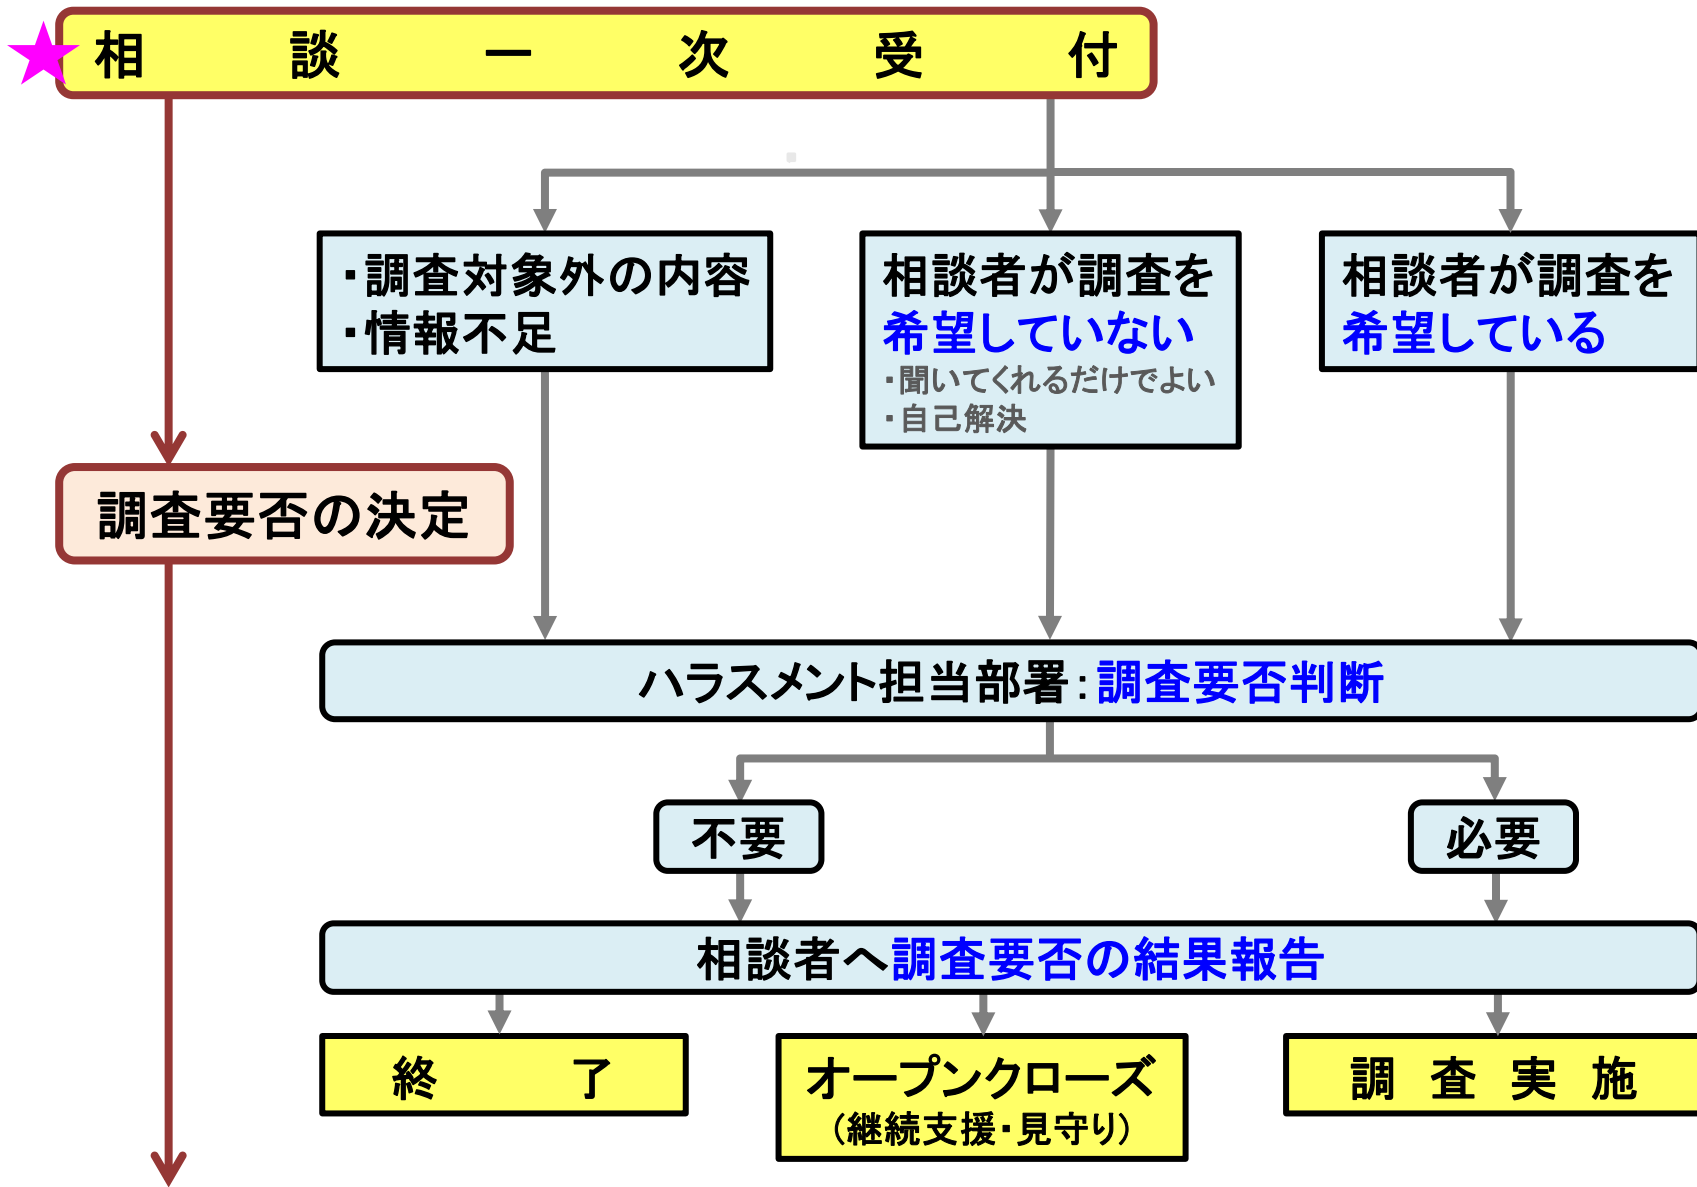 相談一次受付
・調査対象外の内容
・情報不足
相談者が調査を
希望していない
・聞いてくれるだけでよい
・自己解決
相談者が調査を
希望している
調査要否の決定
ハラスメント担当部署：調査要否判断
不要
必要
相談者へ調査要否の結果報告
終了
オープンクローズ
（継続支援・見守り）
調査実施